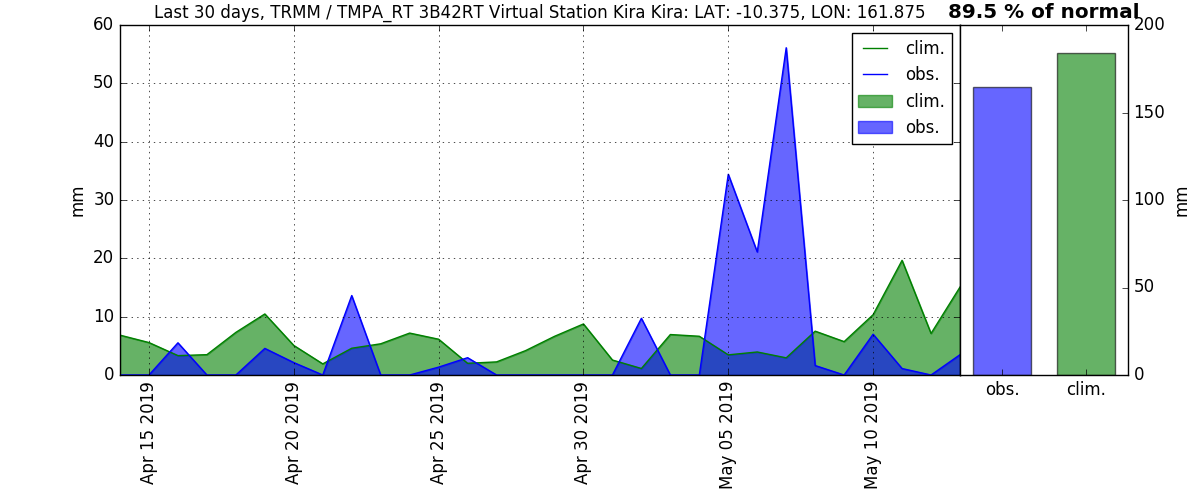 Last 30 days, TRMM / TMPA_RT 3B42RT Virtual Station Kira Kira: LAT: -10.375, LON: 161.875
89.5 % of normal
60
50
40
30
20
10
0
mm
clim.
obs.
clim.
obs.
200
150
100
50
0
mm
Apr 15 2019
Apr 20 2019
Apr 25 2019
Apr 30 2019
May 05 2019
May 10 2019
obs.
clim.